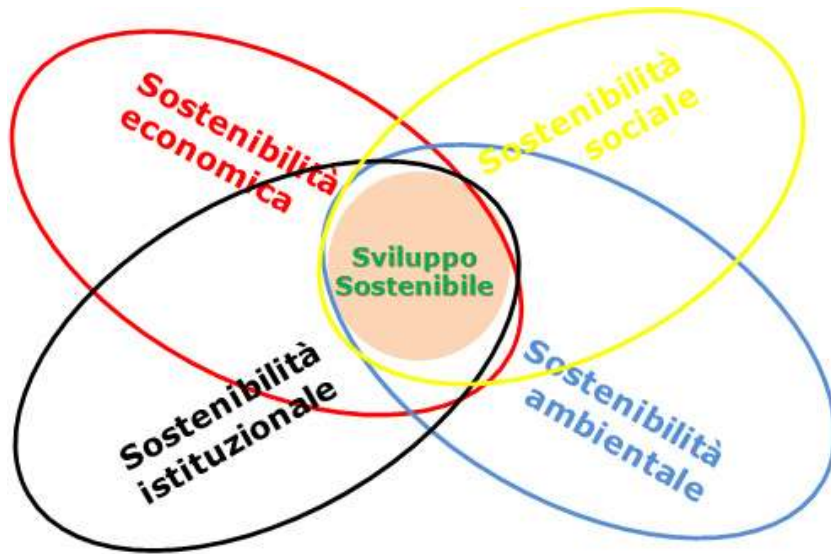 Sostenibilità
economica
Sostenibilità
sociale
Sviluppo
Sostenibile
Sostenibilità
istituzionale
Sostenibilità
ambientale